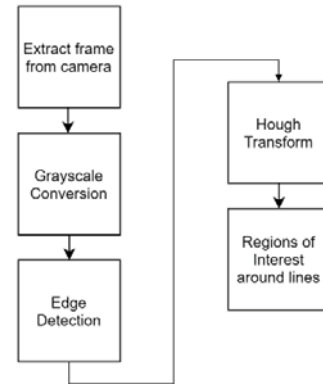 Extract frame
from camera
Grayscale
Conversion
Edge
Detection
Hough
Transform
Regions of
Interest
around lines